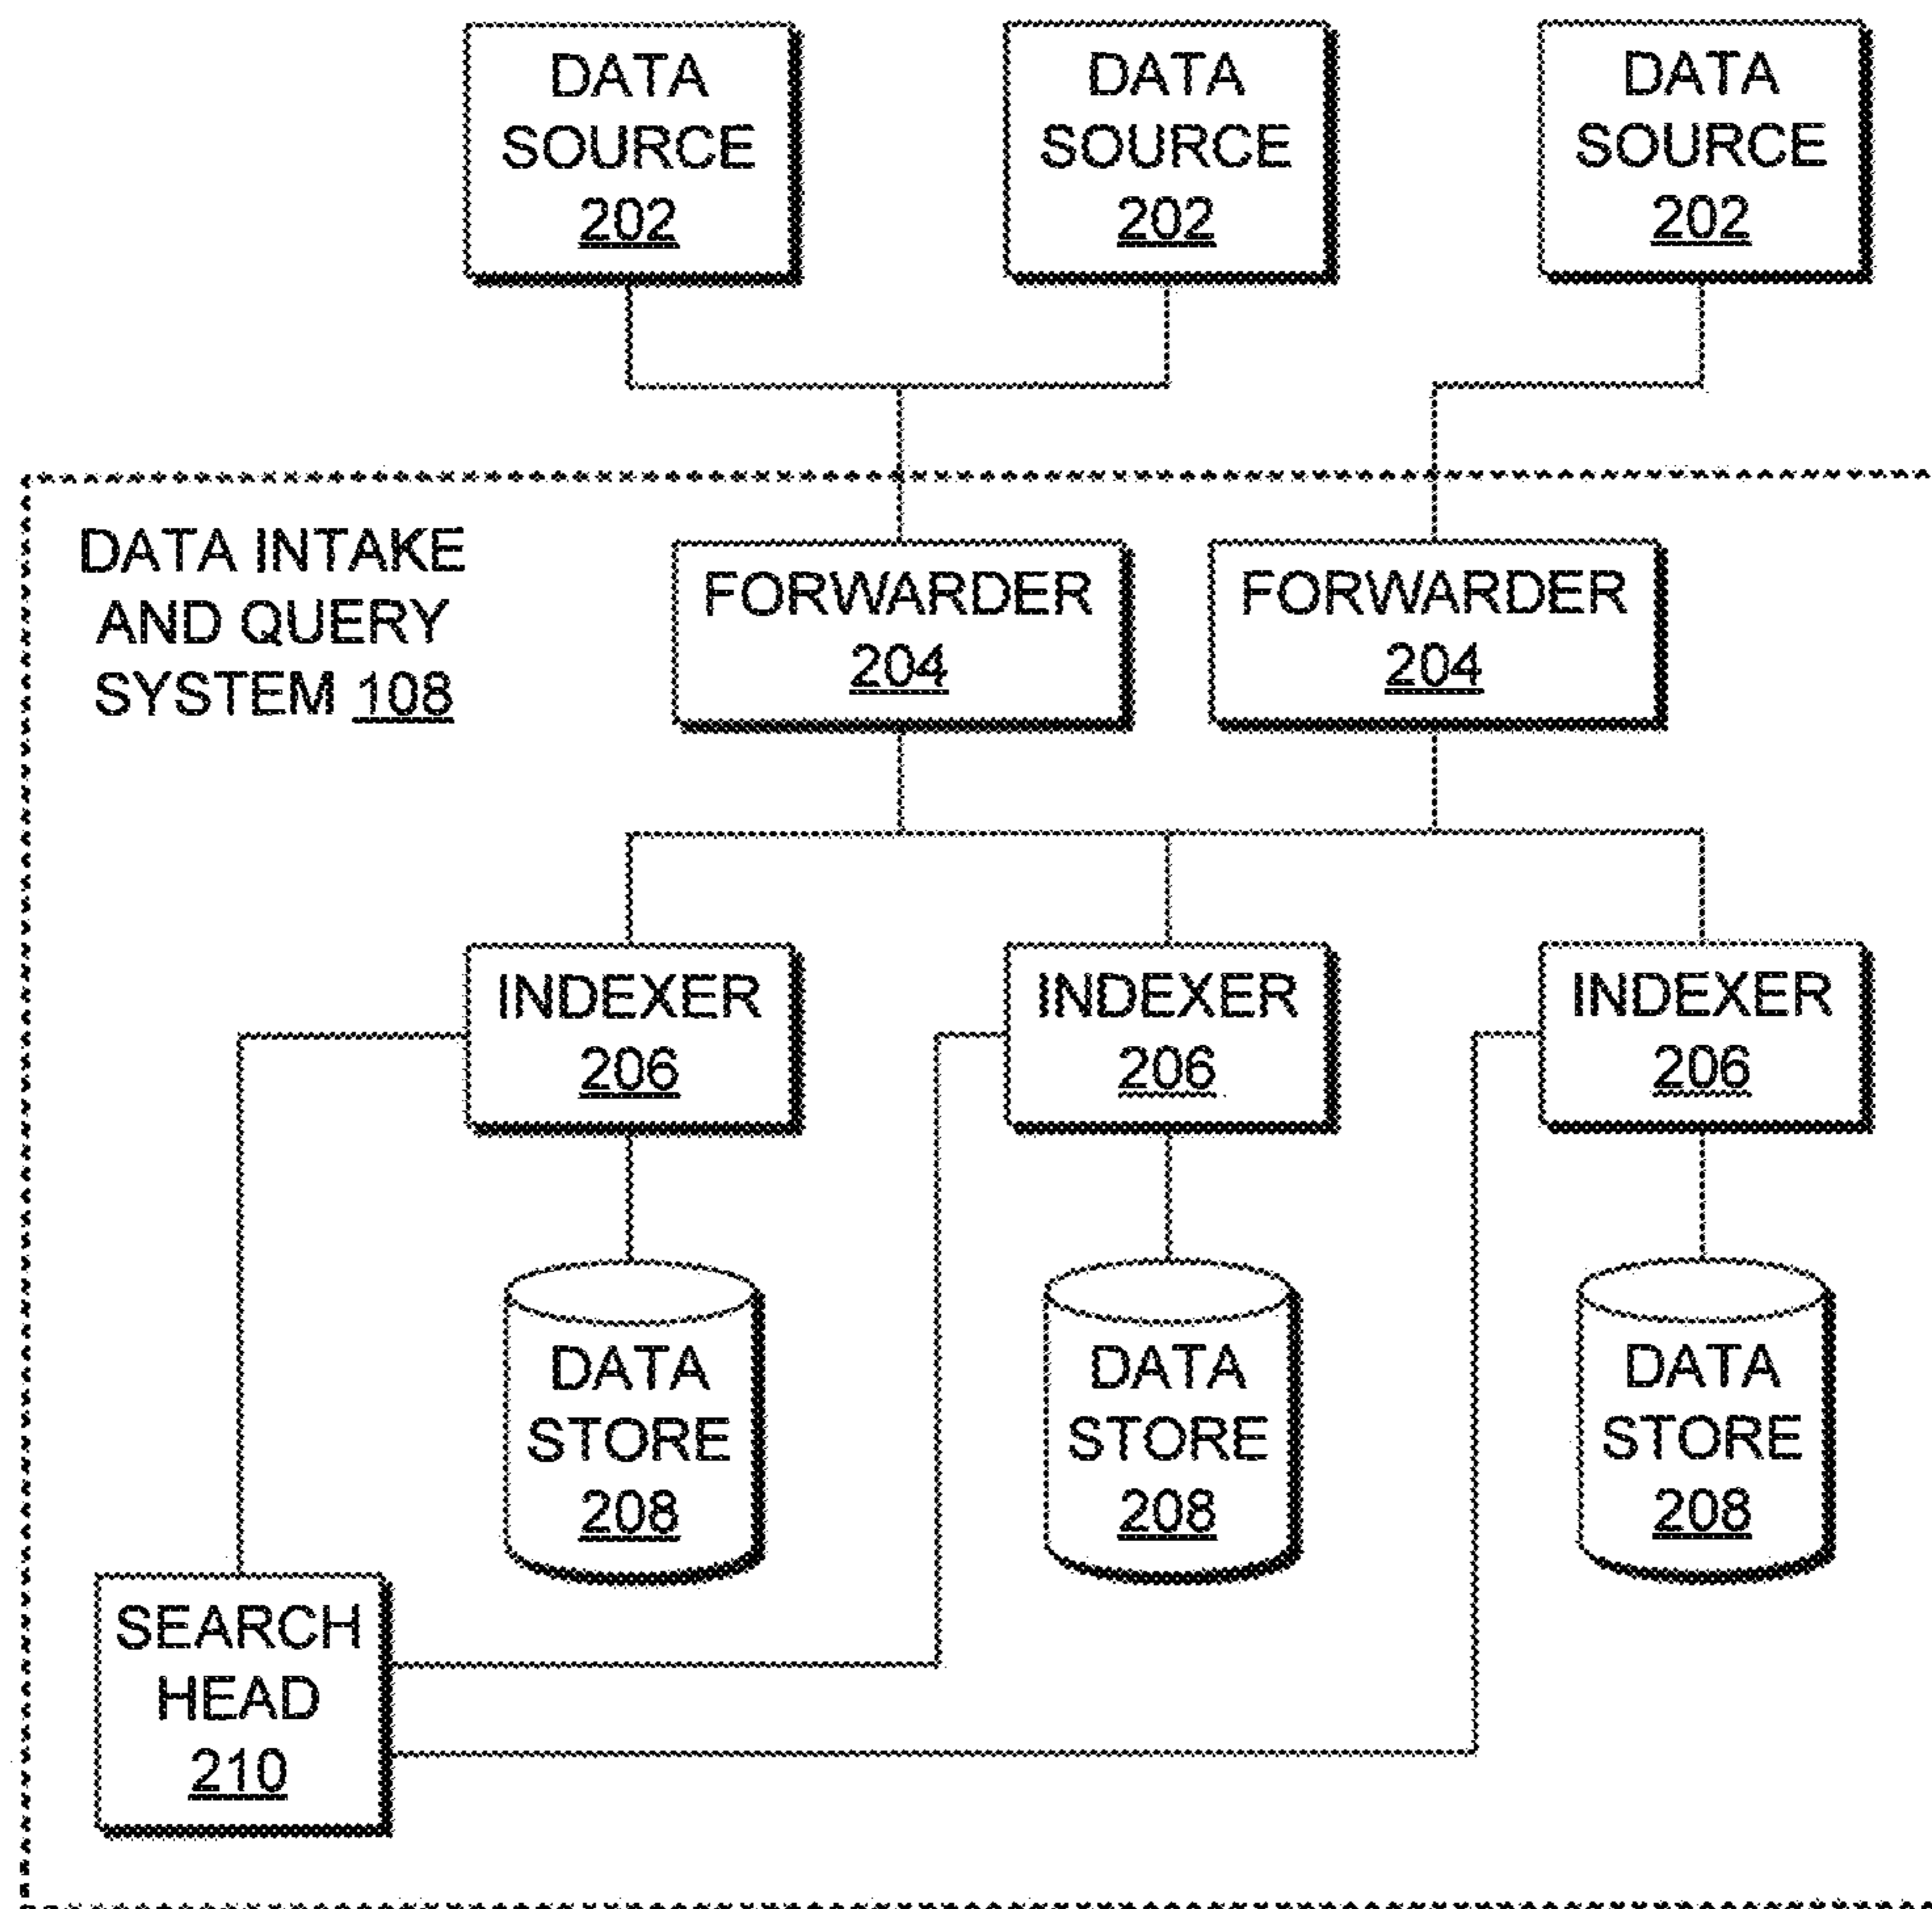 DATA
SOURCE
202
DATA
SOURCE
202
DATA
SOURCE
202
DATA INTAKE
AND QUERY
SYSTEM 108
FORWARDER
204
FORWARDER
204
INDEXER
206
INDEXER
206
INDEXER
206
DATA
STORE
208
DATA
STORE
208
DATA
STORE
208
SEARCH
HEAD
210